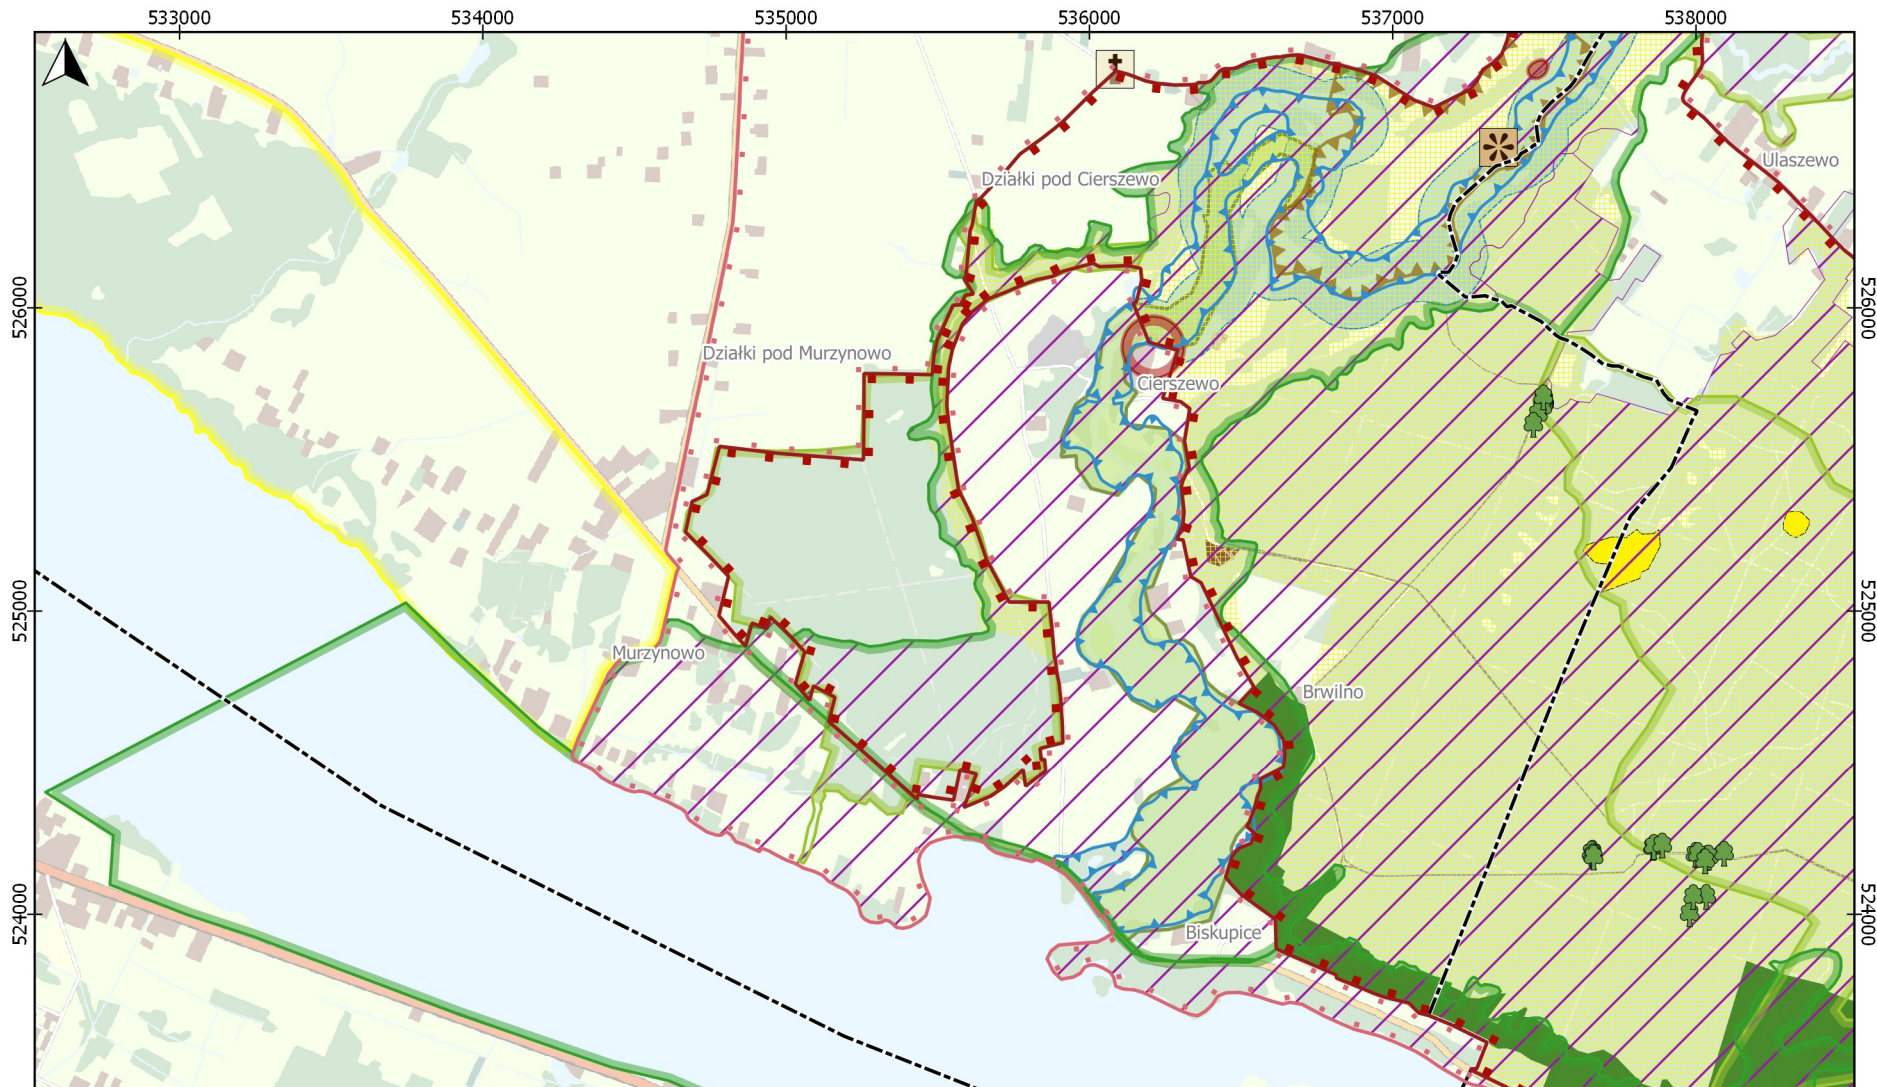 533000 534000 535000 536000 537000 538000
Ulaszewo
Działki pod Cierszewo
526000 526000
Działki pod Murzynowo
Cierszewo
525000 525000
Murzynowo
Brwilno
524000 524000
Biskupice